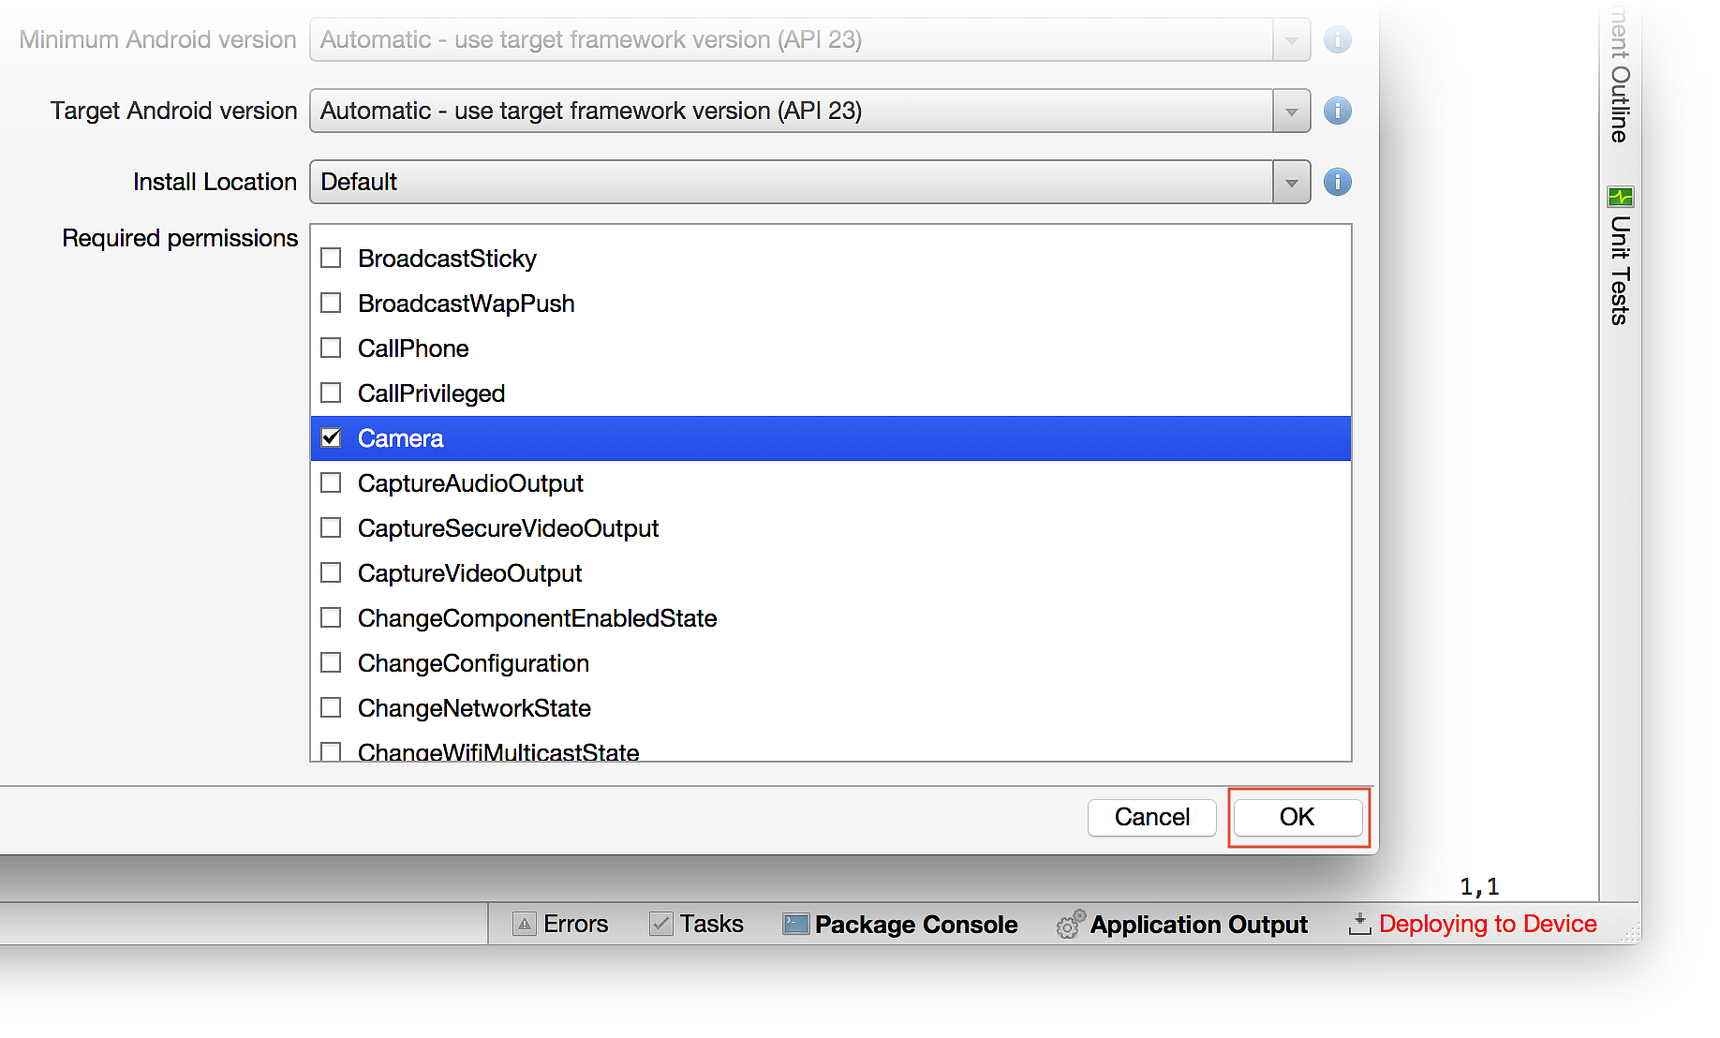 Minimum Android version Automatic - use target framework version (API 23)
Target Android version Automatic - use target framework version (API 23)
Install Location Default
Required permissions
BroadcastSticky
BroadcastWapPush
CallPhone
CallPrivileged
Camera
CaptureAudioOutput
CaptureSecureVideoOutput
CaptureVideoOutput
ChangeComponentEnabledState
ChangeConfiguration
ChangeNetworkState
ChangeWifiMulticastState
Cancel OK
ment Outline
Unit Tests
1,1
Errors Tasks Package Console Application Output Deploying to Device